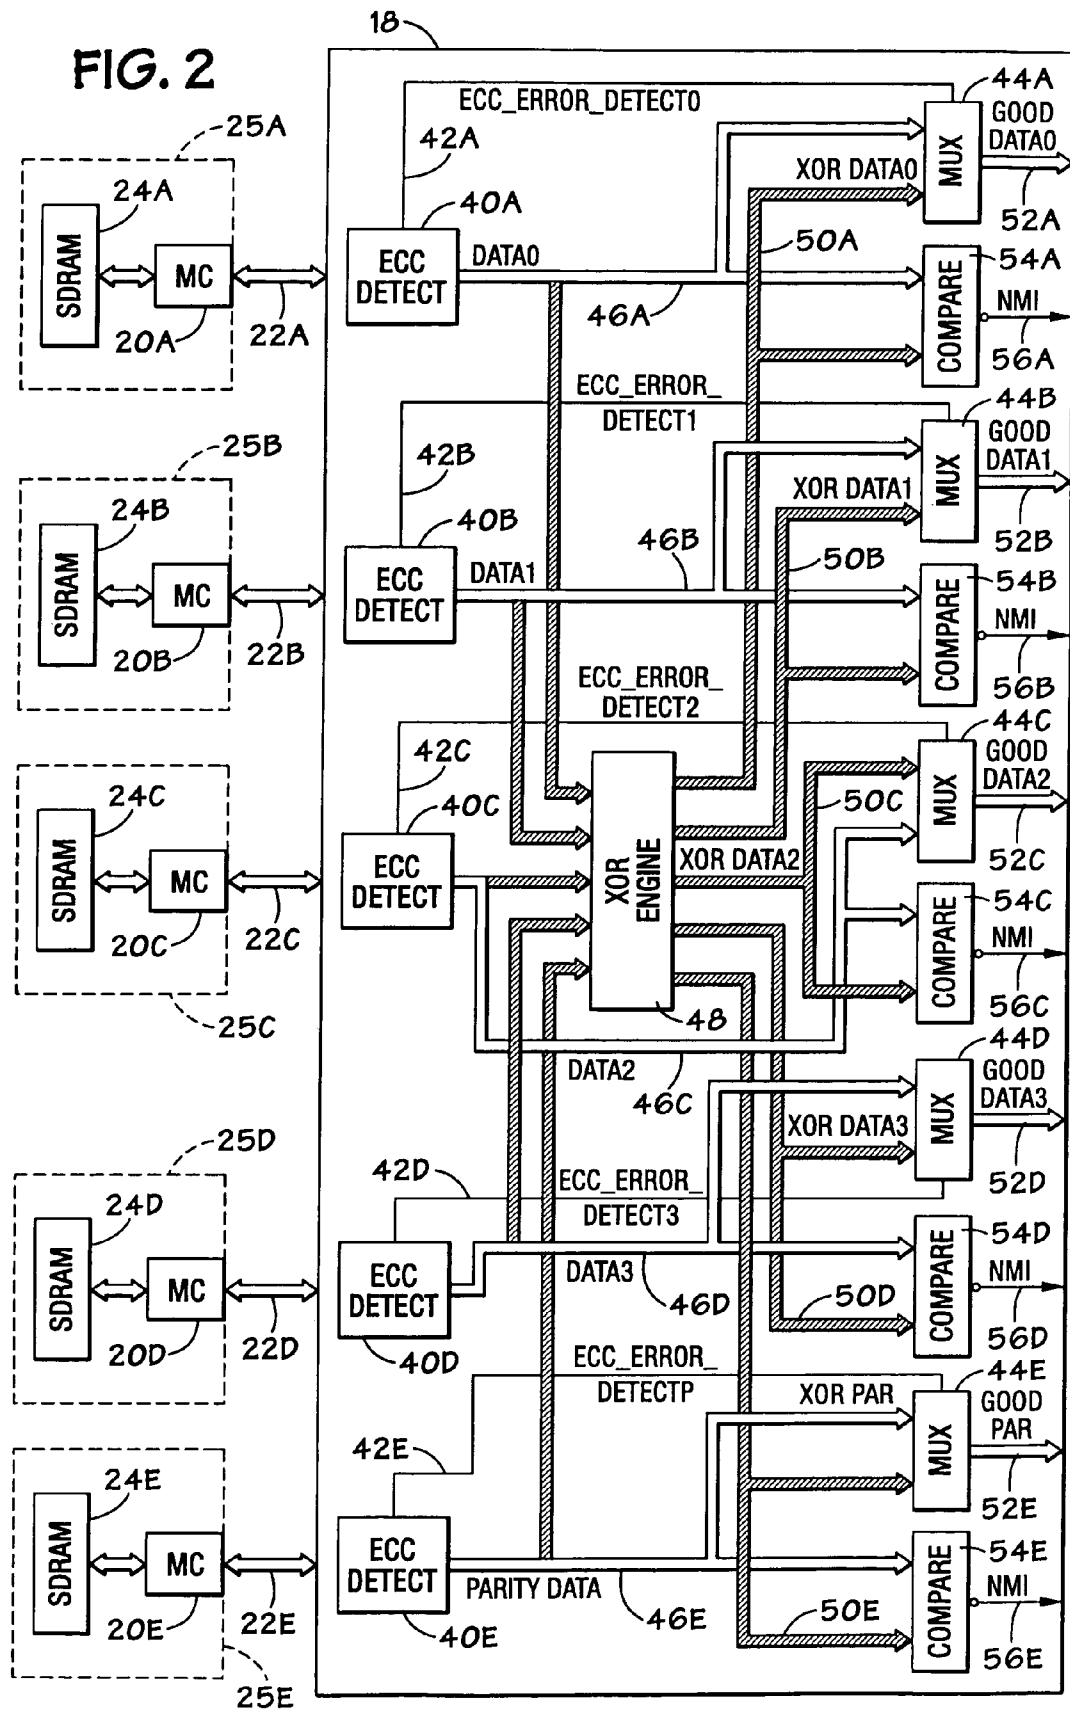 FIG. 2
18
25A
24A
SDRAM
MC
20A
22A
ECC_ERROR_DETECT0
42A
40A
ECC
DETECT
DATA0
46A
XOR DATA0
50A
44A
MUX
GOOD
DATA0
52A
54A
COMPARE
NMI
56A
25B
24B
SDRAM
MC
20B
22B
ECC_ERROR_
DETECT1
42B
40B
ECC
DETECT
DATA1
46B
XOR DATA1
50B
44B
MUX
GOOD
DATA1
52B
54B
COMPARE
NMI
56B
24C
SDRAM
MC
20C
22C
25C
ECC_ERROR_
DETECT2
42C
40C
ECC
DETECT
XOR
ENGINE
48
XOR DATA2
50C
DATA2
46C
44C
MUX
GOOD
DATA2
52C
54C
COMPARE
NMI
56C
25D
24D
SDRAM
MC
20D
22D
42D
ECC_ERROR_
DETECT3
ECC
DETECT
40D
DATA3
46D
XOR DATA3
50D
44D
MUX
GOOD
DATA3
52D
54D
COMPARE
NMI
56D
24E
SDRAM
MC
20E
22E
25E
ECC_ERROR_
DETECTP
42E
ECC
DETECT
40E
PARITY DATA
46E
XOR PAR
50E
44E
MUX
GOOD
PAR
52E
54E
COMPARE
NMI
56E